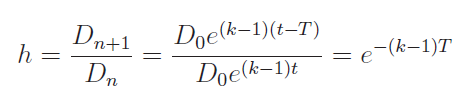 h = \frac{D_{n+1}}{D_n} = \frac{D_0 e^{(k-1)(t-T)}}{D_0 e^{(k-1)t}} = e^{-(k-1)T}